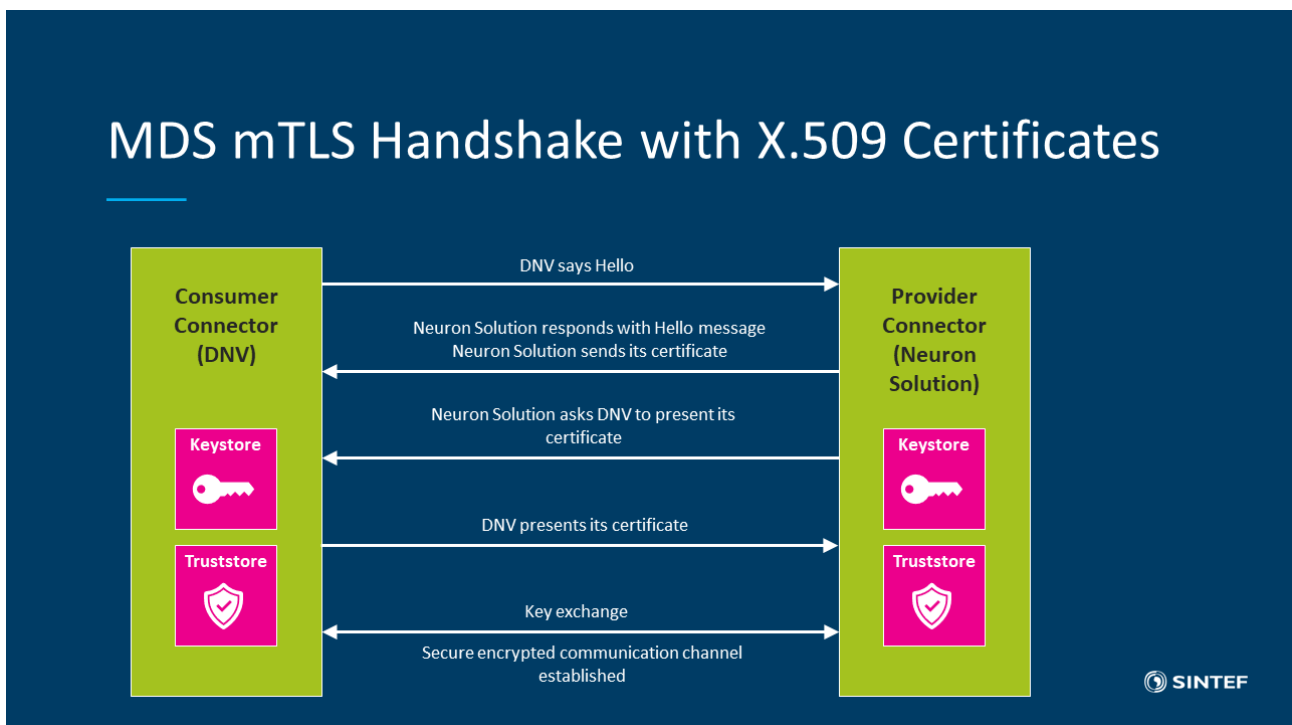 MDS mTLS Handshake with X.509 Certificates
Consumer
Connector
(DNV)
Keystore
Truststore
DNV says Hello
Neuron Solution responds with Hello message
Neuron Solution sends its certificate
Neuron Solution asks DNV to present its
certificate
DNV presents its certificate
Key exchange
Secure encrypted communication channel
established
Provider
Connector
(Neuron
Solution)
Keystore
Truststore
SINTEF